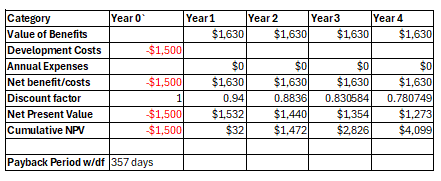 Category Year 0` Year 1 Year 2 Year 3 Year 4
Value of Benefits $1,630 $1,630 $1,630 $1,630
Development Costs -$1,500
Annual Expenses $0 $0 $0 $0
Net benefit/costs -$1,500 $1,630 $1,630 $1,630 $1,630
Discount factor 1 0.94 0.8836 0.830584 0.780749
Net Present Value -$1,500 $1,532 $1,440 $1,354 $1,273
Cumulative NPV -$1,500 $32 $1,472 $2,826 $4,099
Payback Period w/df 357 days